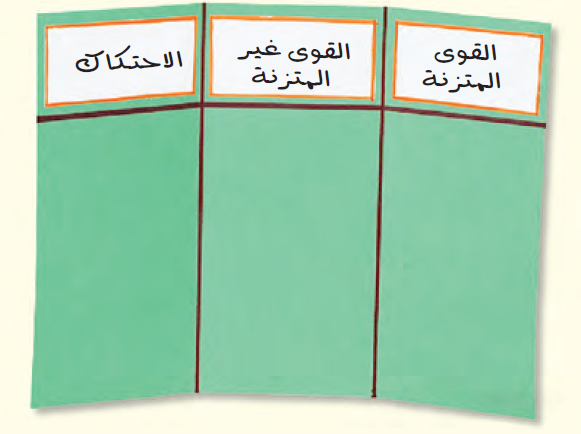 القوى
المتزنة
القوى غير
المتزنة
الاحتكاك